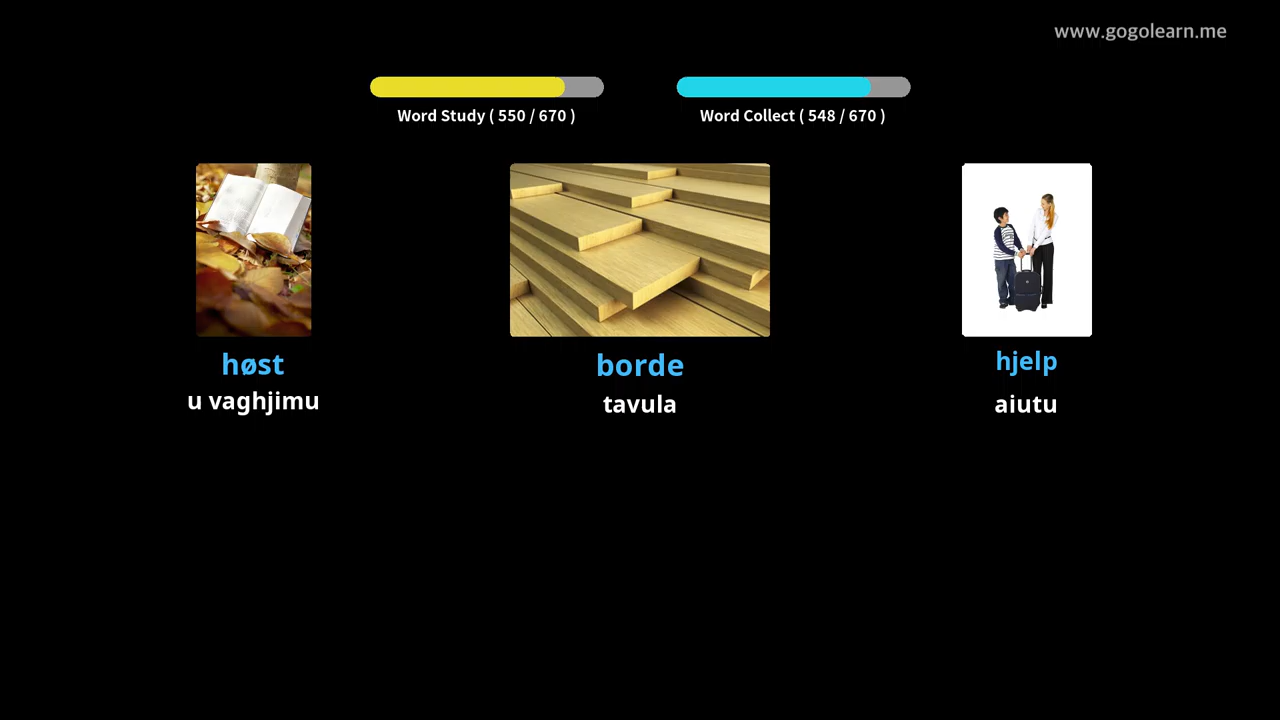 www.gogolearn.me
Word Study ( 550 / 670 )
Word Collect ( 548 / 670 )
høst
borde
hjelp
u vaghjimu
tavula
aiutu